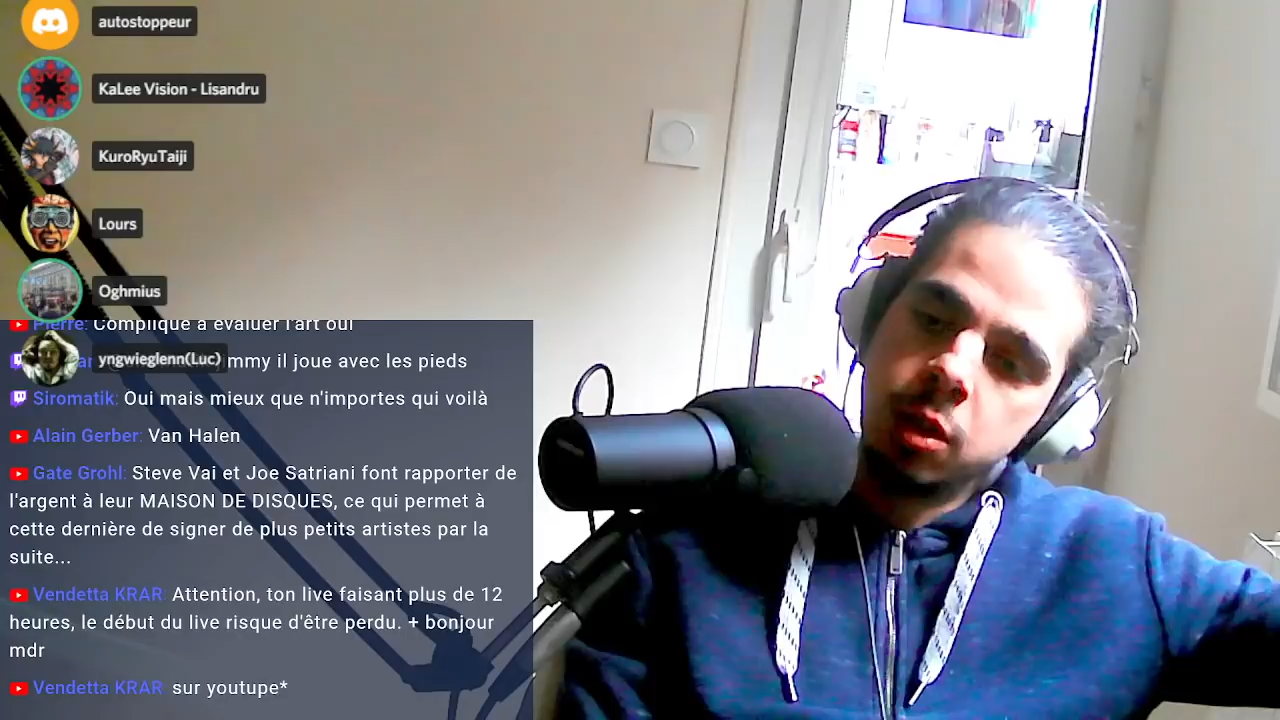 autostoppeur
KaLee Vision - Lisandru
KuroRyuTaiji
Lours
Oghmius
Pierre: Compliqué à évaluer l'art oui
yngwieglenn(Luc) mmy il joue avec les pieds
Siromatik: Oui mais mieux que n'importes qui voilà
Alain Gerber: Van Halen
Gate Grohl: Steve Vai et Joe Satriani font rapporter de
l'argent à leur MAISON DE DISQUES, ce qui permet à
cette dernière de signer de plus petits artistes par la
suite...
Vendetta KRAR: Attention, ton live faisant plus de 12
heures, le début du live risque d'être perdu. + bonjour
mdr
Vendetta KRAR: sur youtupe*